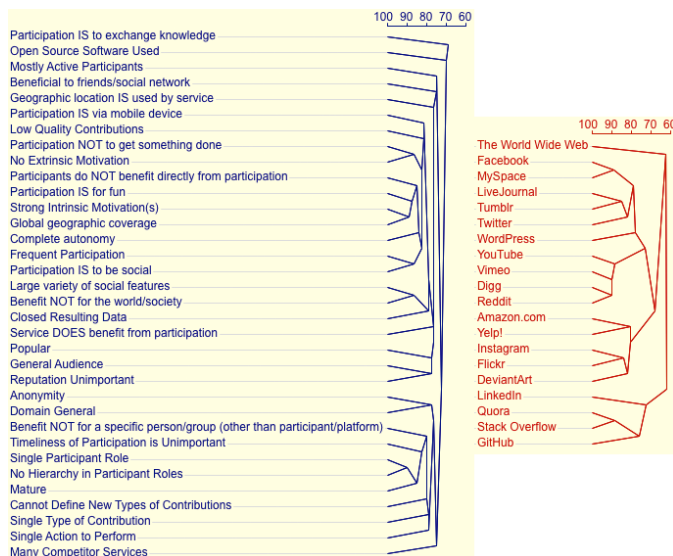 100 90 80 70 60
Participation IS to exchange knowledge
Open Source Software Used
Mostly Active Participants
Beneficial to friends/social network
Geographic location IS used by service
Participation IS via mobile device
Low Quality Contributions
Participation NOT to get something done
No Extrinsic Motivation
Participants do NOT benefit directly from participation
Participation IS for fun
Strong Intrinsic Motivation(s)
Global geographic coverage
Complete autonomy
Frequent Participation
Participation IS to be social
Large variety of social features
Benefit NOT for the world/society
Closed Resulting Data
Service DOES benefit from participation
Popular
General Audience
Reputation Unimportant
Anonymity
Domain General
Benefit NOT for a specific person/group (other than participant/platform)
Timeliness of Participation is Unimportant
Single Participant Role
No Hierarchy in Participant Roles
Mature
Cannot Define New Types of Contributions
Single Type of Contribution
Single Action to Perform
Many Competitor Services
100 90 80 70 60
The World Wide Web
Facebook
MySpace
LiveJournal
Tumblr
Twitter
WordPress
YouTube
Vimeo
Digg
Reddit
Amazon.com
Yelp!
Instagram
Flickr
DeviantArt
LinkedIn
Quora
Stack Overflow
GitHub